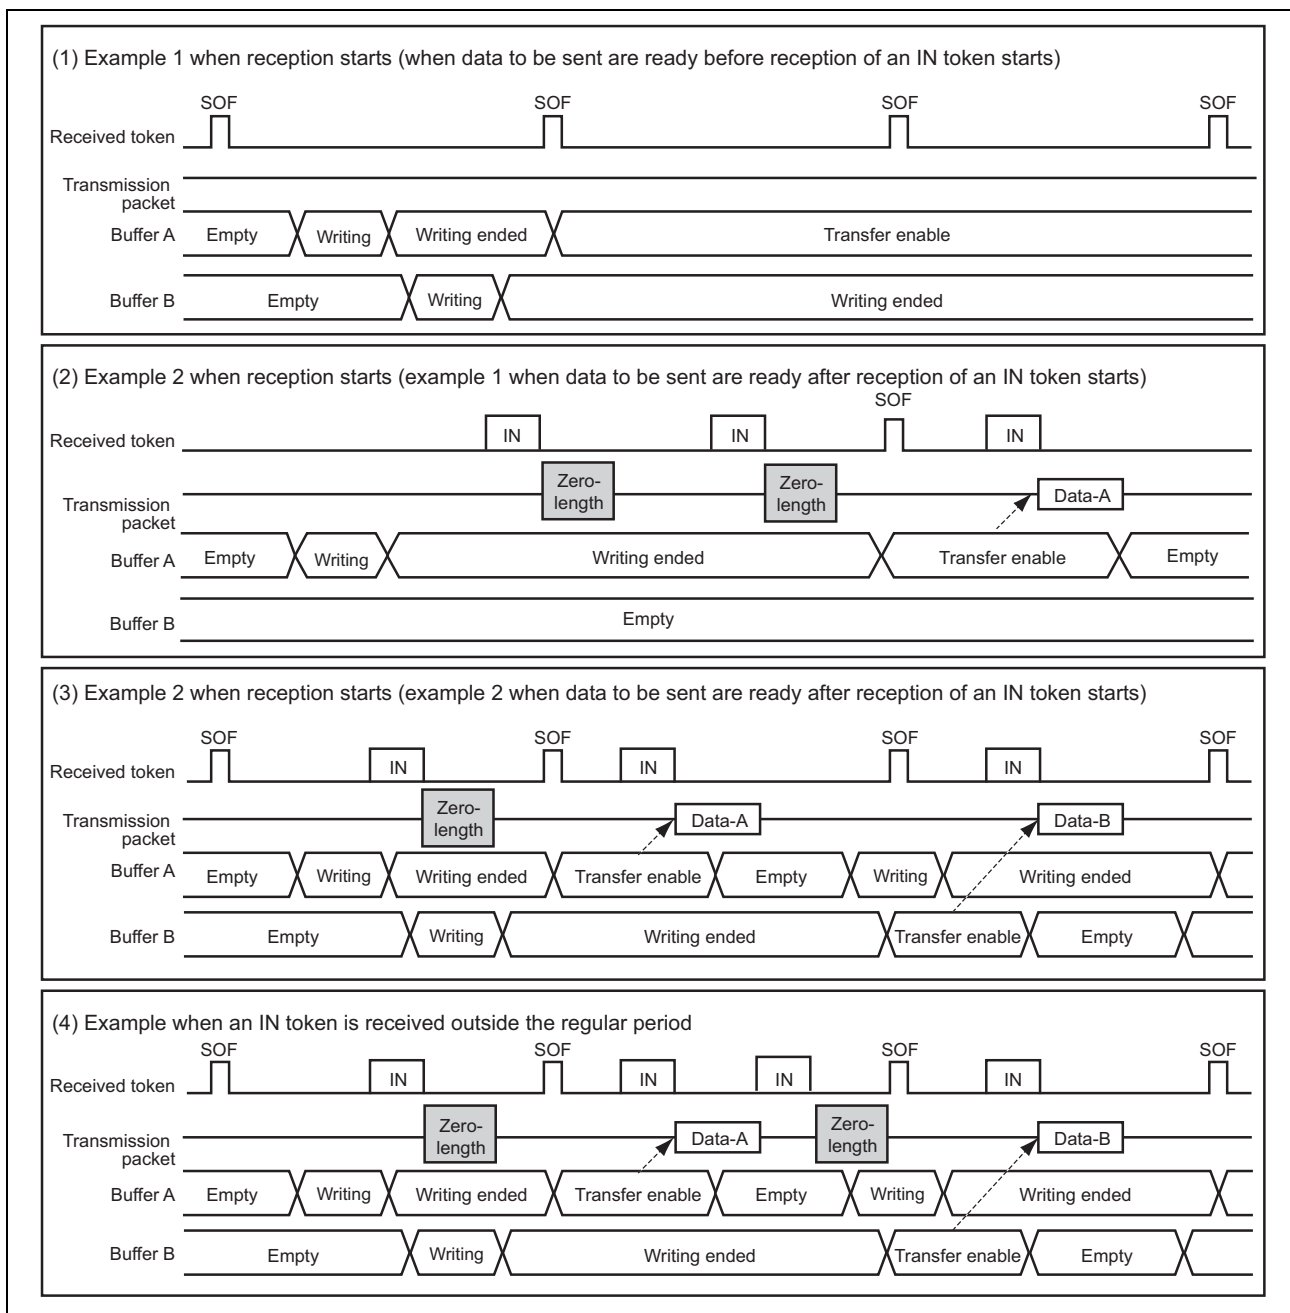 (1) Example 1 when reception starts (when data to be sent are ready before reception of an IN token starts)
SOF SOF SOF SOF
Received token
Transmission
packet
Buffer A Empty Writing Writing ended Transfer enable
Buffer B Empty Writing Writing ended
(2) Example 2 when reception starts (example 1 when data to be sent are ready after reception of an IN token starts)
SOF
Received token IN IN IN
Transmission
packet
Zero-
length
Zero-
length
Data-A
Buffer A Empty Writing Writing ended Transfer enable Empty
Buffer B Empty
(3) Example 2 when reception starts (example 2 when data to be sent are ready after reception of an IN token starts)
SOF SOF SOF SOF
Received token IN IN IN
Transmission
packet
Zero-
length
Data-A Data-B
Buffer A Empty Writing Writing ended Transfer enable Empty Writing Writing ended
Buffer B Empty Writing Writing ended Transfer enable Empty
(4) Example when an IN token is received outside the regular period
SOF SOF SOF SOF
Received token IN IN IN IN
Transmission
packet
Zero-
length
Data-A
Zero-
length
Data-B
Buffer A Empty Writing Writing ended Transfer enable Empty Writing Writing ended
Buffer B Empty Writing Writing ended Transfer enable Empty